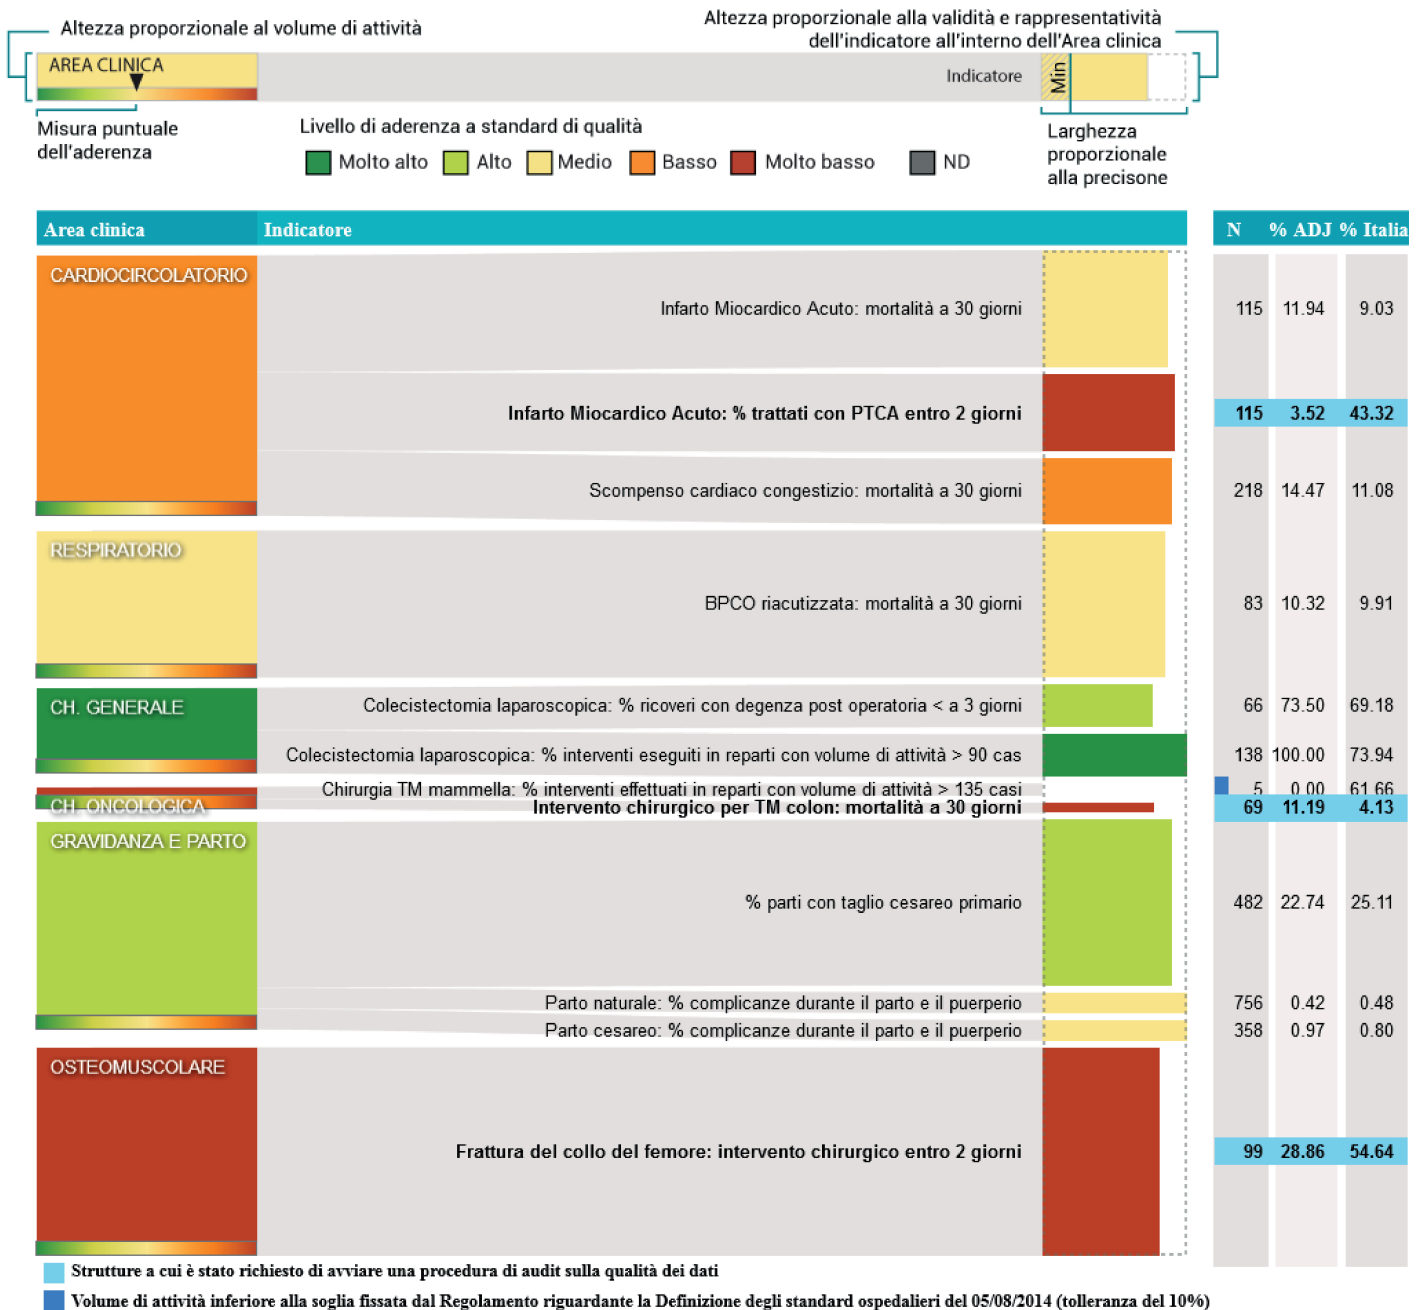 Altezza proporzionale al volume di attività
Altezza proporzionale alla validità e rappresentatività
dell'indicatore all'interno dell'Area clinica
AREA CLINICA
Indicatore
Min
Misura puntuale
dell'aderenza
Livello di aderenza a standard di qualità
Molto alto Alto Medio Basso Molto basso ND
Larghezza
proporzionale
alla precisone
Area clinica Indicatore N % ADJ % Italia
CARDIOCIRCOLATORIO
Infarto Miocardico Acuto: mortalità a 30 giorni 115 11.94 9.03
Infarto Miocardico Acuto: % trattati con PTCA entro 2 giorni 115 3.52 43.32
Scompenso cardiaco congestizio: mortalità a 30 giorni 218 14.47 11.08
RESPIRATORIO
BPCO riacutizzata: mortalità a 30 giorni 83 10.32 9.91
CH. GENERALE
Colecistectomia laparoscopica: % ricoveri con degenza post operatoria < a 3 giorni 66 73.50 69.18
Colecistectomia laparoscopica: % interventi eseguiti in reparti con volume di attività > 90 cas 138 100.00 73.94
Chirurgia TM mammella: % interventi effettuati in reparti con volume di attività > 135 casi 5 0.00 61.66
CH. ONCOLOGICA
Intervento chirurgico per TM colon: mortalità a 30 giorni 69 11.19 4.13
GRAVIDANZA E PARTO
% parti con taglio cesareo primario 482 22.74 25.11
Parto naturale: % complicanze durante il parto e il puerperio 756 0.42 0.48
Parto cesareo: % complicanze durante il parto e il puerperio 358 0.97 0.80
OSTEOMUSCOLARE
Frattura del collo del femore: intervento chirurgico entro 2 giorni 99 28.86 54.64
Strutture a cui è stato richiesto di avviare una procedura di audit sulla qualità dei dati
Volume di attività inferiore alla soglia fissata dal Regolamento riguardante la Definizione degli standard ospedalieri del 05/08/2014 (tolleranza del 10%)